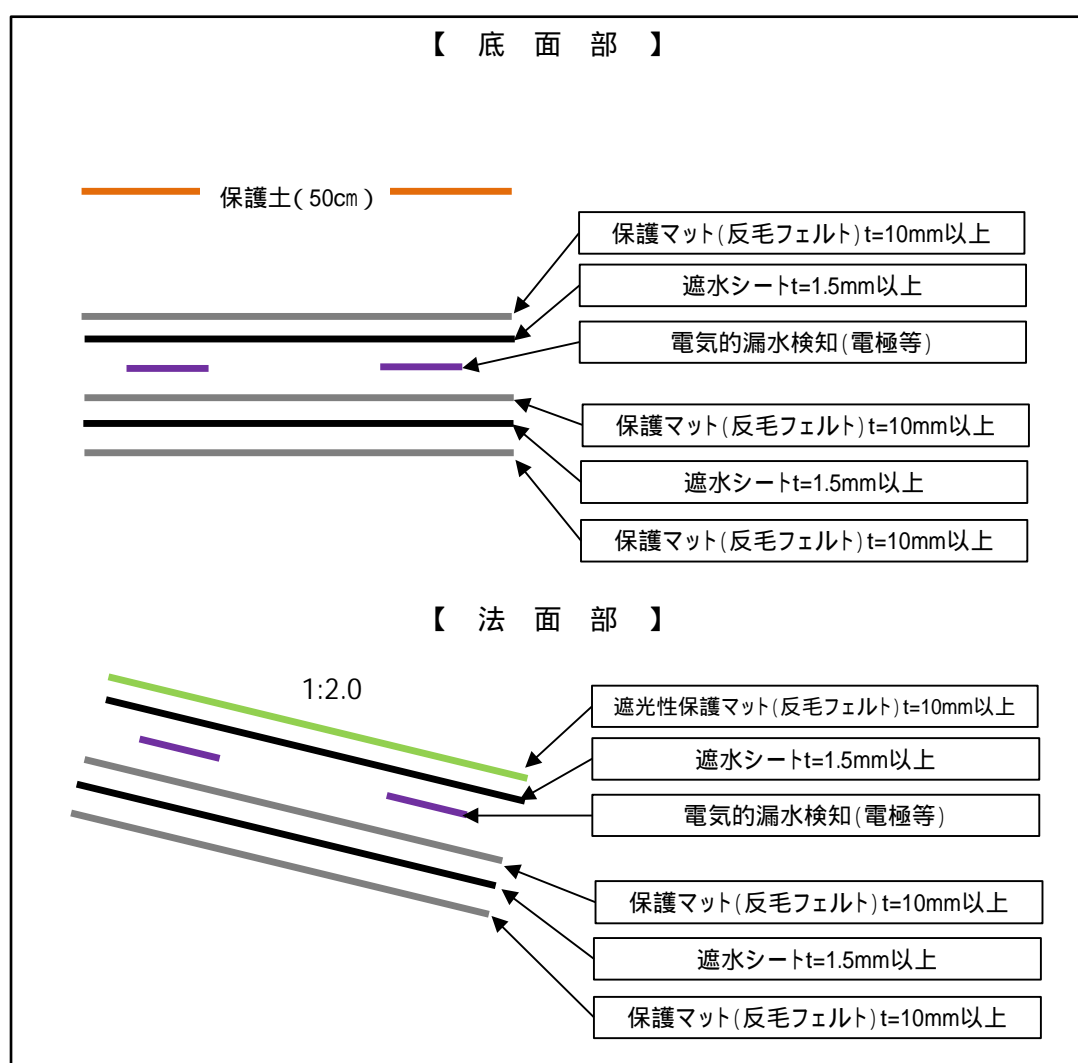 【 底 面 部 】
保護土(50㎝)
保護マット(反毛フェルト)t=10mm以上
遮水シートt=1.5mm以上
電気的漏水検知(電極等)
保護マット(反毛フェルト)t=10mm以上
遮水シートt=1.5mm以上
保護マット(反毛フェルト)t=10mm以上
【 法 面 部 】
1:2.0
遮光性保護マット(反毛フェルト)t=10mm以上
遮水シートt=1.5mm以上
電気的漏水検知(電極等)
保護マット(反毛フェルト)t=10mm以上
遮水シートt=1.5mm以上
保護マット(反毛フェルト)t=10mm以上